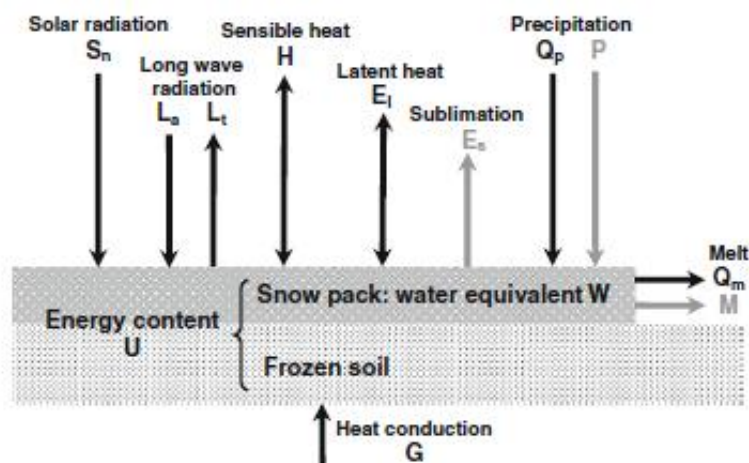 Solar radiation
Sn
Long wave
radiation
La Lt
Sensible heat
H
Latent heat
El
Sublimation
Es
Precipitation
Qp P
Melt
Qm
M
Snow pack: water equivalent W
Energy content
U
Frozen soil
Heat conduction
G